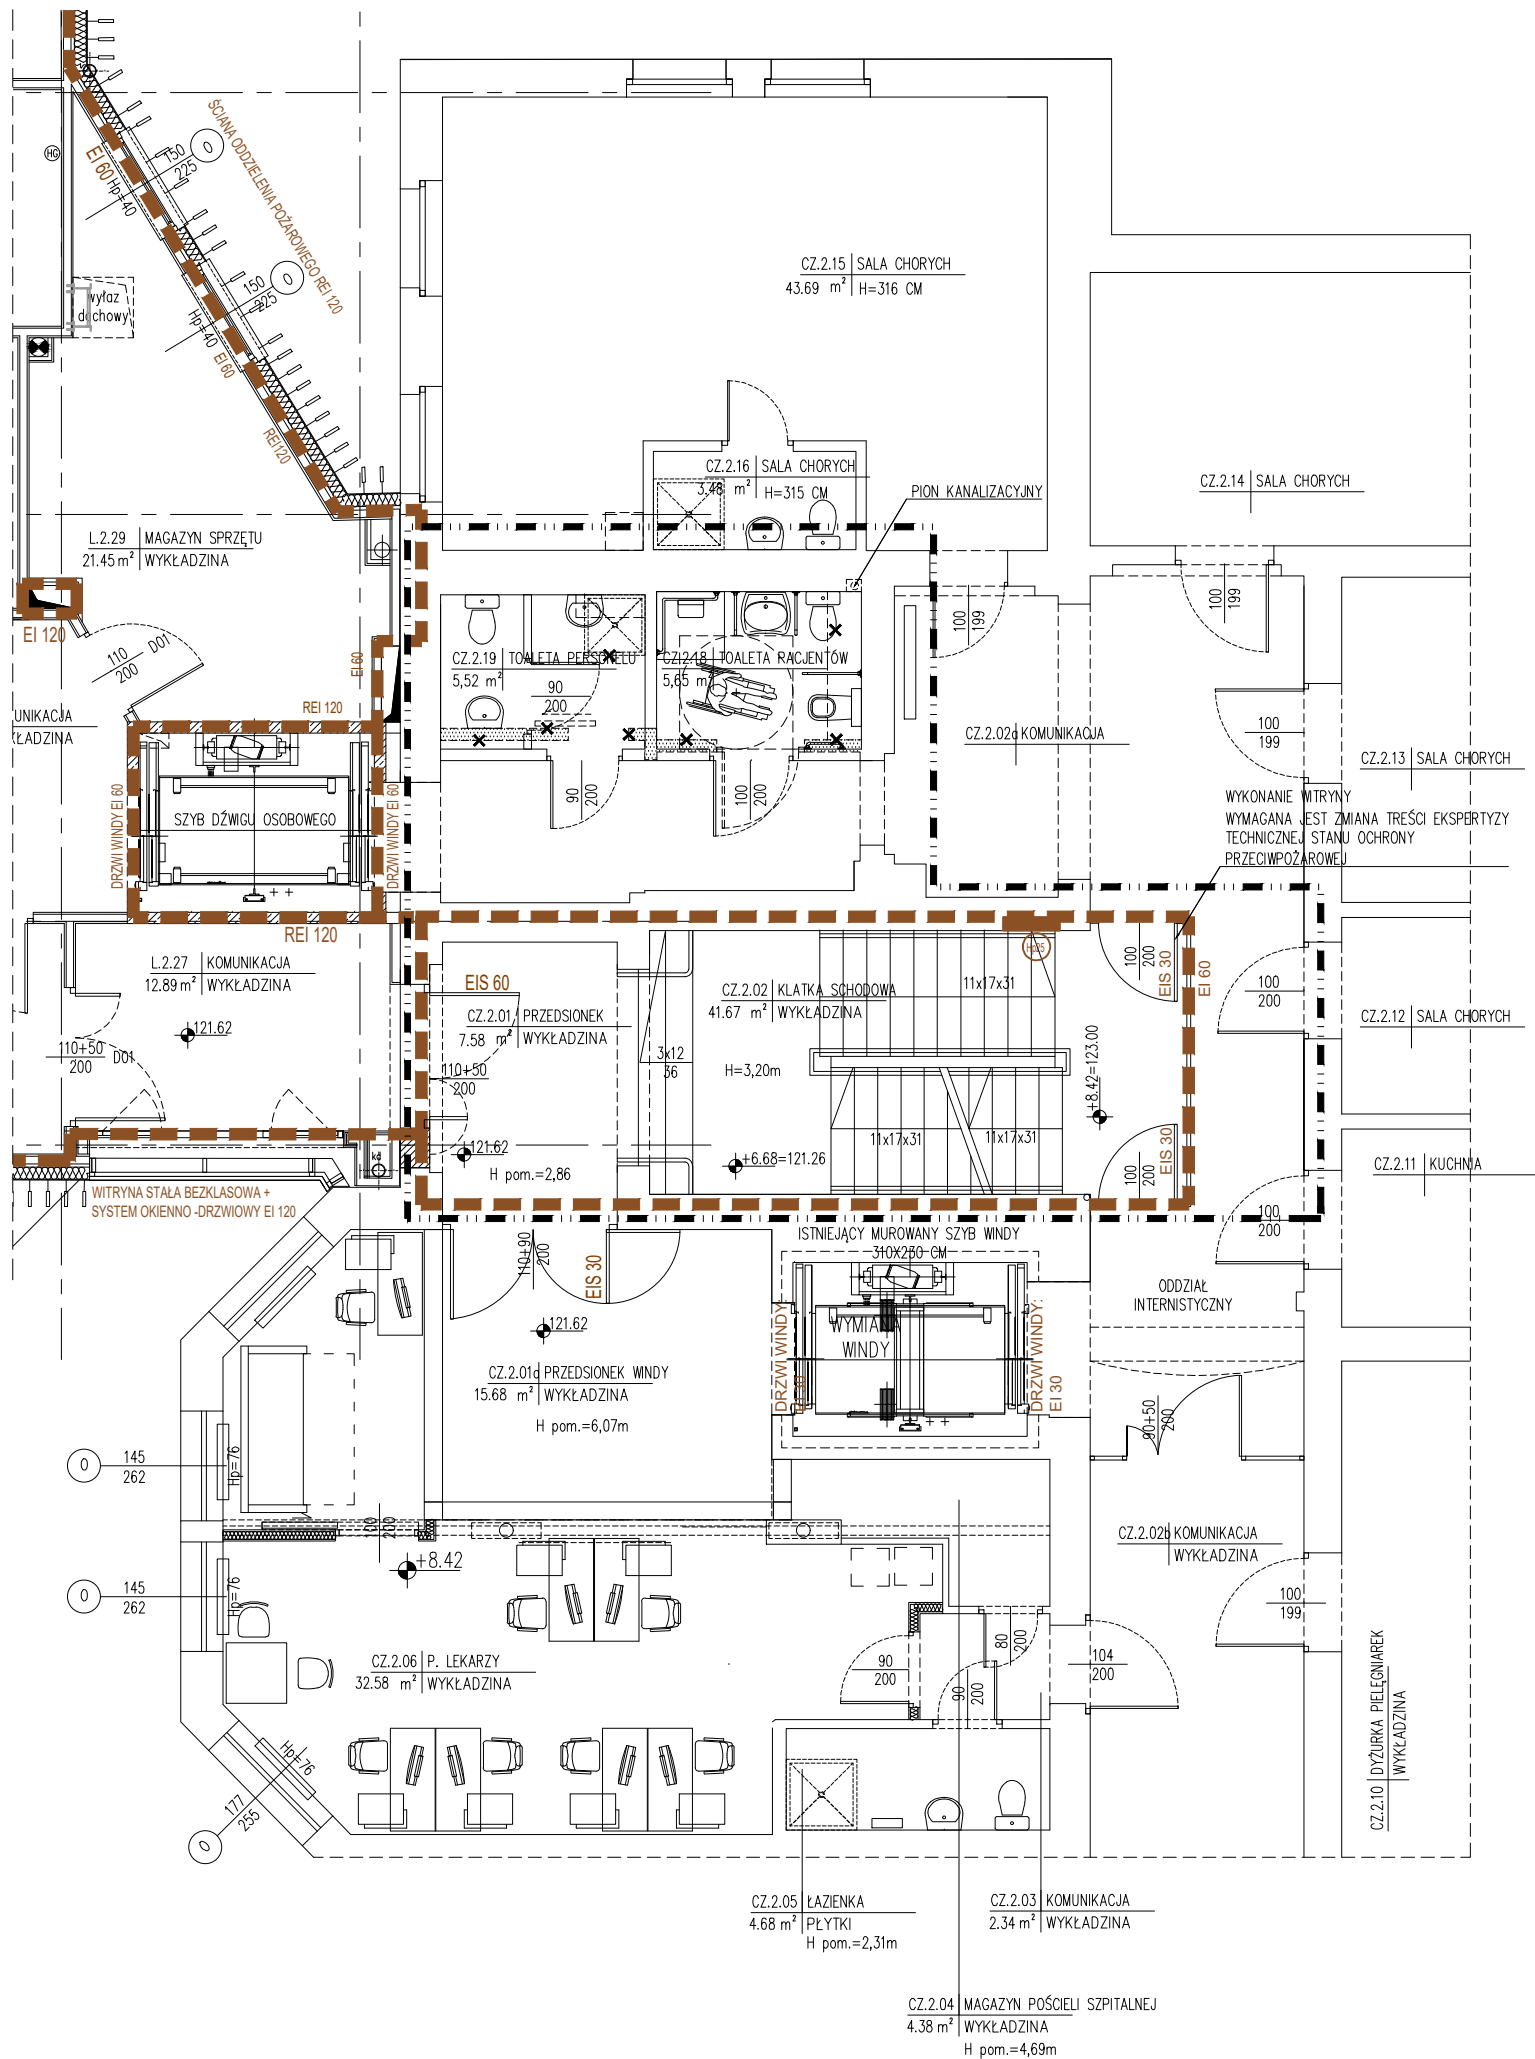 ŚCIANA ODDZIELENIA POŻAROWEGO REI 120
EI 60
150
225
Hp=40
HG
150
225
Hp=40
EI 60
REI120
wyłaz
dachowy
CZ.2.15 SALA CHORYCH
43.69 m² H=316 CM
CZ.2.16 SALA CHORYCH
3,48 m² H=315 CM
PION KANALIZACYJNY
CZ.2.14 SALA CHORYCH
L.2.29 MAGAZYN SPRZĘTU
21.45 m² WYKŁADZINA
EI 120
110
200
D01
EI 60
REI 120
UNIKACJA
KŁADZINA
CZ.2.19 TOALETA PERSONELU
5,52 m²
90
200
CZ.2.18 TOALETA PACJENTÓW
5,65 m²
100
199
100
199
CZ.2.02a KOMUNIKACJA
100
199
CZ.2.13 SALA CHORYCH
WYKONANIE WITRYNY
WYMAGANA JEST ZMIANA TREŚCI EKSPERTYZY
TECHNICZNEJ STANU OCHRONY
PRZECIWPOŻAROWEJ
90
200
100
200
DRZWI WINDY EI 60
SZYB DŹWIGU OSOBOWEGO
DRZWI WINDY EI 60
REI 120
L.2.27 KOMUNIKACJA
12.89 m² WYKŁADZINA
121.62
110+50
200
D01
EIS 60
CZ.2.01 PRZEDSIONEK
7.58 m² WYKŁADZINA
110+50
200
121.62
H pom.=2,86
CZ.2.02 KLATKA SCHODOWA
41.67 m² WYKŁADZINA
3x12
36
H=3,20m
11x17x31
Hp25
100
200
EIS 30
EI 60
100
200
CZ.2.12 SALA CHORYCH
+8.42=123.00
11x17x31
11x17x31
+6.68=121.26
100
200
EIS 30
CZ.2.11 KUCHNIA
100
200
kd
WITRYNA STAŁA BEZKLASOWA +
SYSTEM OKIENNO -DRZWIOWY EI 120
110+90
200
EIS 30
ISTNIEJĄCY MUROWANY SZYB WINDY
310X230 CM
ODDZIAŁ
INTERNISTYCZNY
121.62
DRZWI WINDY:
EI 30
WYMIANA
WINDY
DRZWI WINDY:
EI 30
CZ.2.01a PRZEDSIONEK WINDY
15.68 m² WYKŁADZINA
H pom.=6,07m
90+50
200
145
262
Hp=76
100
200
+8.42
CZ.2.02b KOMUNIKACJA
WYKŁADZINA
145
262
Hp=76
100
199
CZ.2.06 P. LEKARZY
32.58 m² WYKŁADZINA
90
200
80
200
90
200
104
200
CZ.2.10 DYŻURKA PIELĘGNIAREK
WYKŁADZINA
Hp=76
177
255
CZ.2.05 ŁAZIENKA
4.68 m² PŁYTKI
H pom.=2,31m
CZ.2.03 KOMUNIKACJA
2.34 m² WYKŁADZINA
CZ.2.04 MAGAZYN POŚCIELI SZPITALNEJ
4.38 m² WYKŁADZINA
H pom.=4,69m